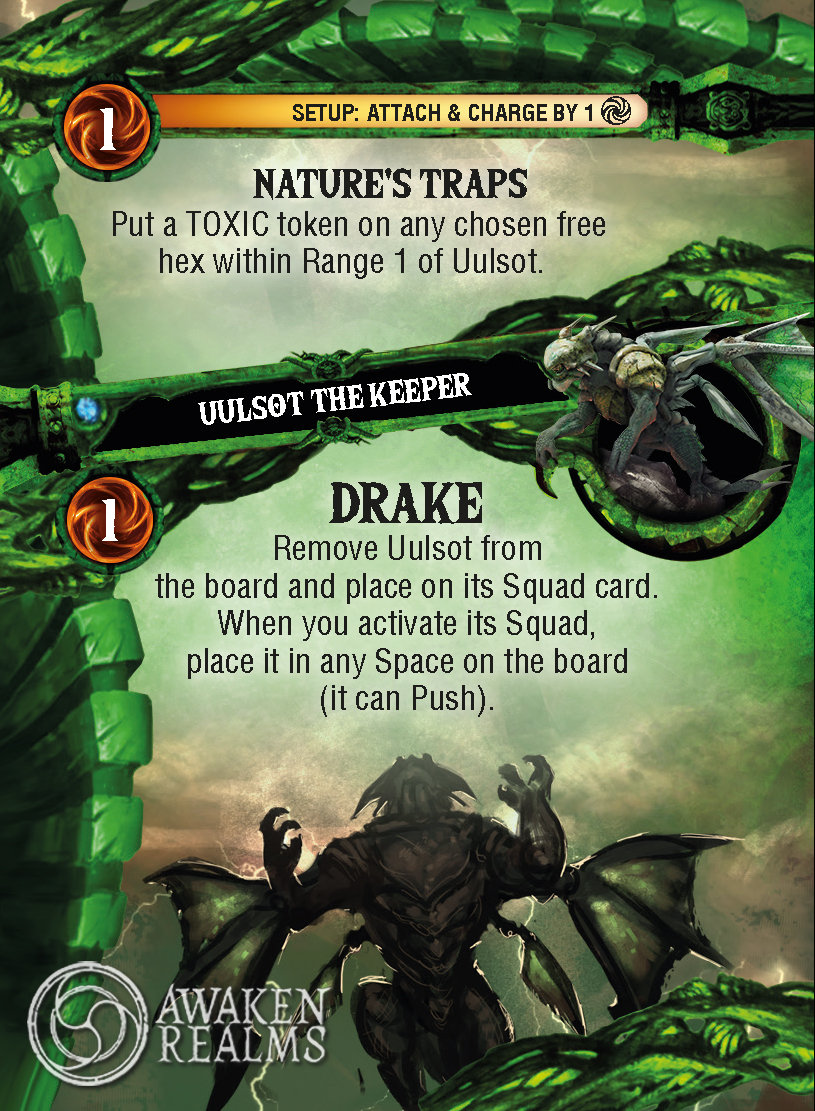 1
SETUP: ATTACH & CHARGE BY 1
NATURE'S TRAPS
Put a TOXIC token on any chosen free
hex within Range 1 of Uulsot.
UULSOT THE KEEPER
1
DRAKE
Remove Uulsot from
the board and place on its Squad card.
When you activate its Squad,
place it in any Space on the board
(it can Push).
AWAKEN
REALMS